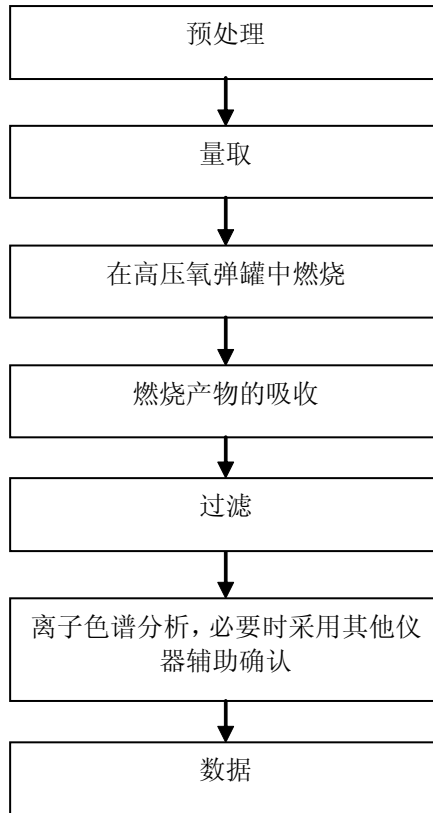 预处理
量取
在高压氧弹罐中燃烧
燃烧产物的吸收
过滤
离子色谱分析，必要时采用其他仪
器辅助确认
数据